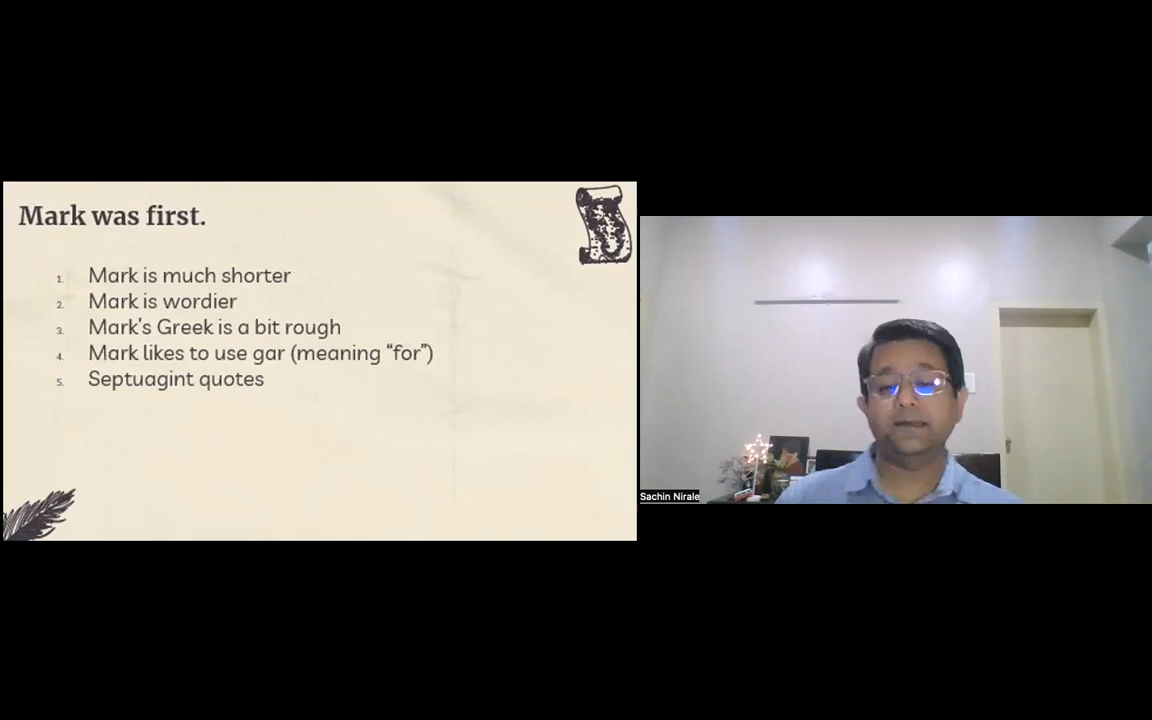 Mark was first.
1. Mark is much shorter
2. Mark is wordier
3. Mark's Greek is a bit rough
4. Mark likes to use gar (meaning “for”)
5. Septuagint quotes
Sachin Nirale